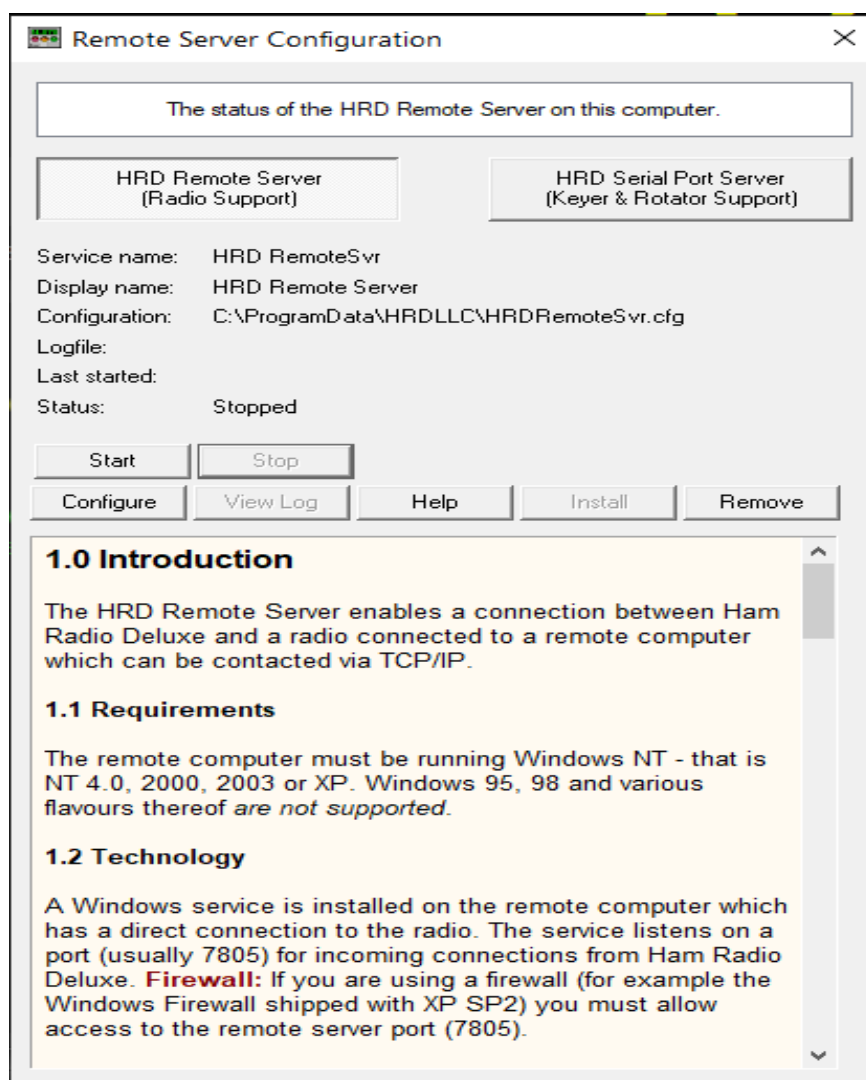 Remote Server Configuration
The status of the HRD Remote Server on this computer.
HRD Remote Server
(Radio Support)
HRD Serial Port Server
(Keyer & Rotator Support)
Service name: HRD RemoteSvr
Display name: HRD Remote Server
Configuration: C:\ProgramData\HRDLLC\HRDRemoteSvr.cfg
Logfile:
Last started:
Status: Stopped
Start Stop
Configure View Log Help Install Remove
1.0 Introduction
The HRD Remote Server enables a connection between Ham
Radio Deluxe and a radio connected to a remote computer
which can be contacted via TCP/IP.
1.1 Requirements
The remote computer must be running Windows NT - that is
NT 4.0, 2000, 2003 or XP. Windows 95, 98 and various
flavours thereof are not supported.
1.2 Technology
A Windows service is installed on the remote computer which
has a direct connection to the radio. The service listens on a
port (usually 7805) for incoming connections from Ham Radio
Deluxe. Firewall: If you are using a firewall (for example the
Windows Firewall shipped with XP SP2) you must allow
access to the remote server port (7805).